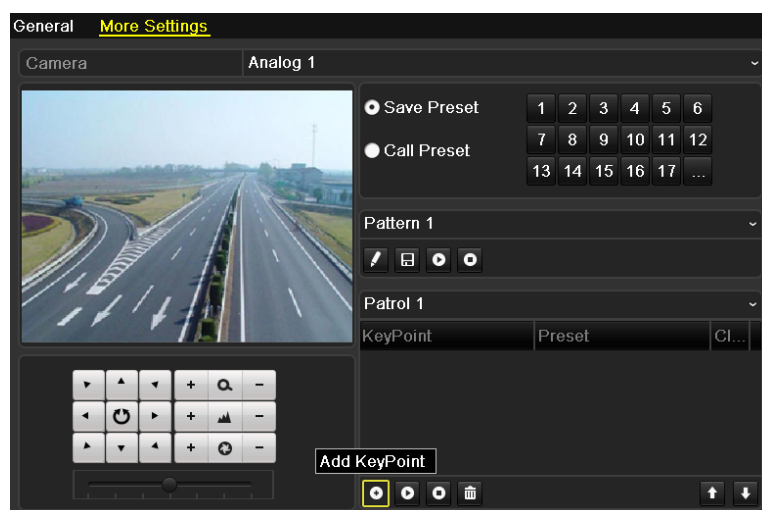 General More Settings
Camera Analog 1
Save Preset 1 2 3 4 5 6
Call Preset 7 8 9 10 11 12
13 14 15 16 17 ...
Pattern 1
Patrol 1
KeyPoint Preset Cl...
Add KeyPoint